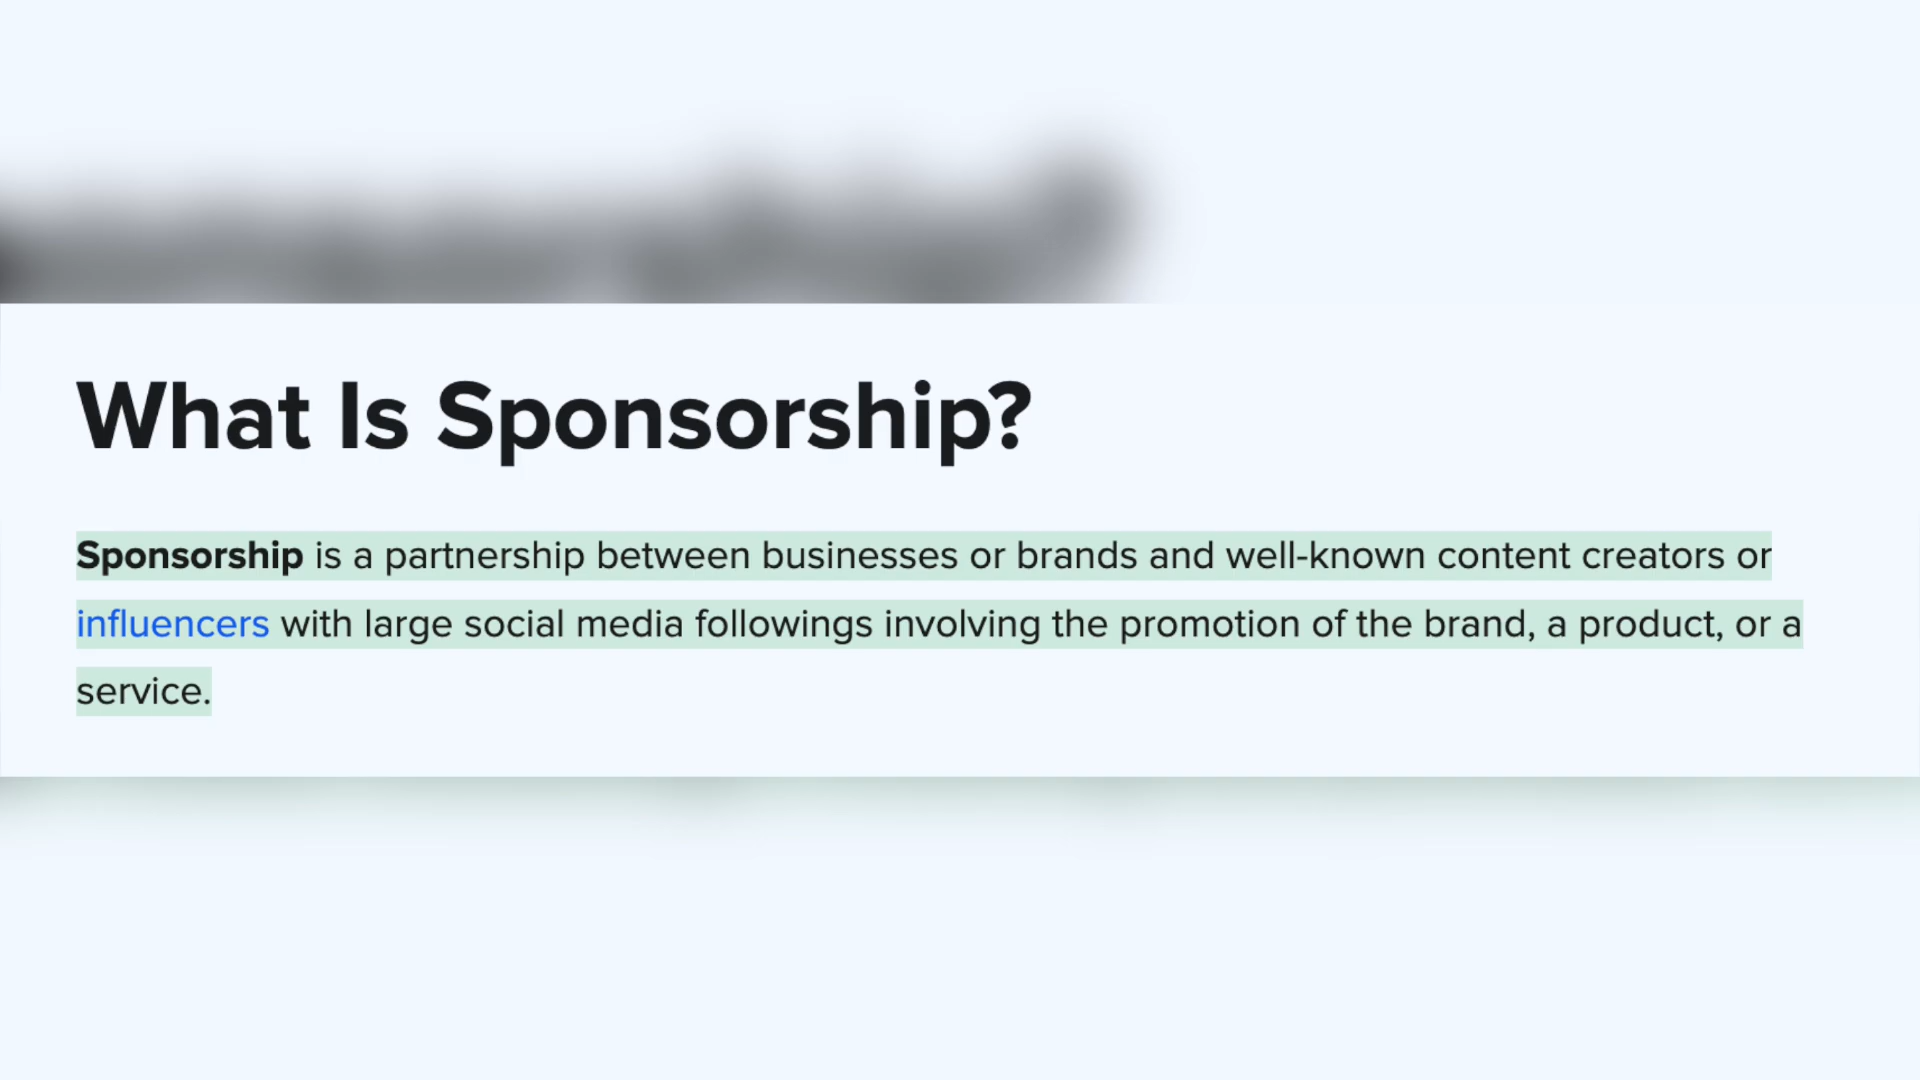 What Is Sponsorship?
Sponsorship is a partnership between businesses or brands and well-known content creators or
influencers with large social media followings involving the promotion of the brand, a product, or a
service.